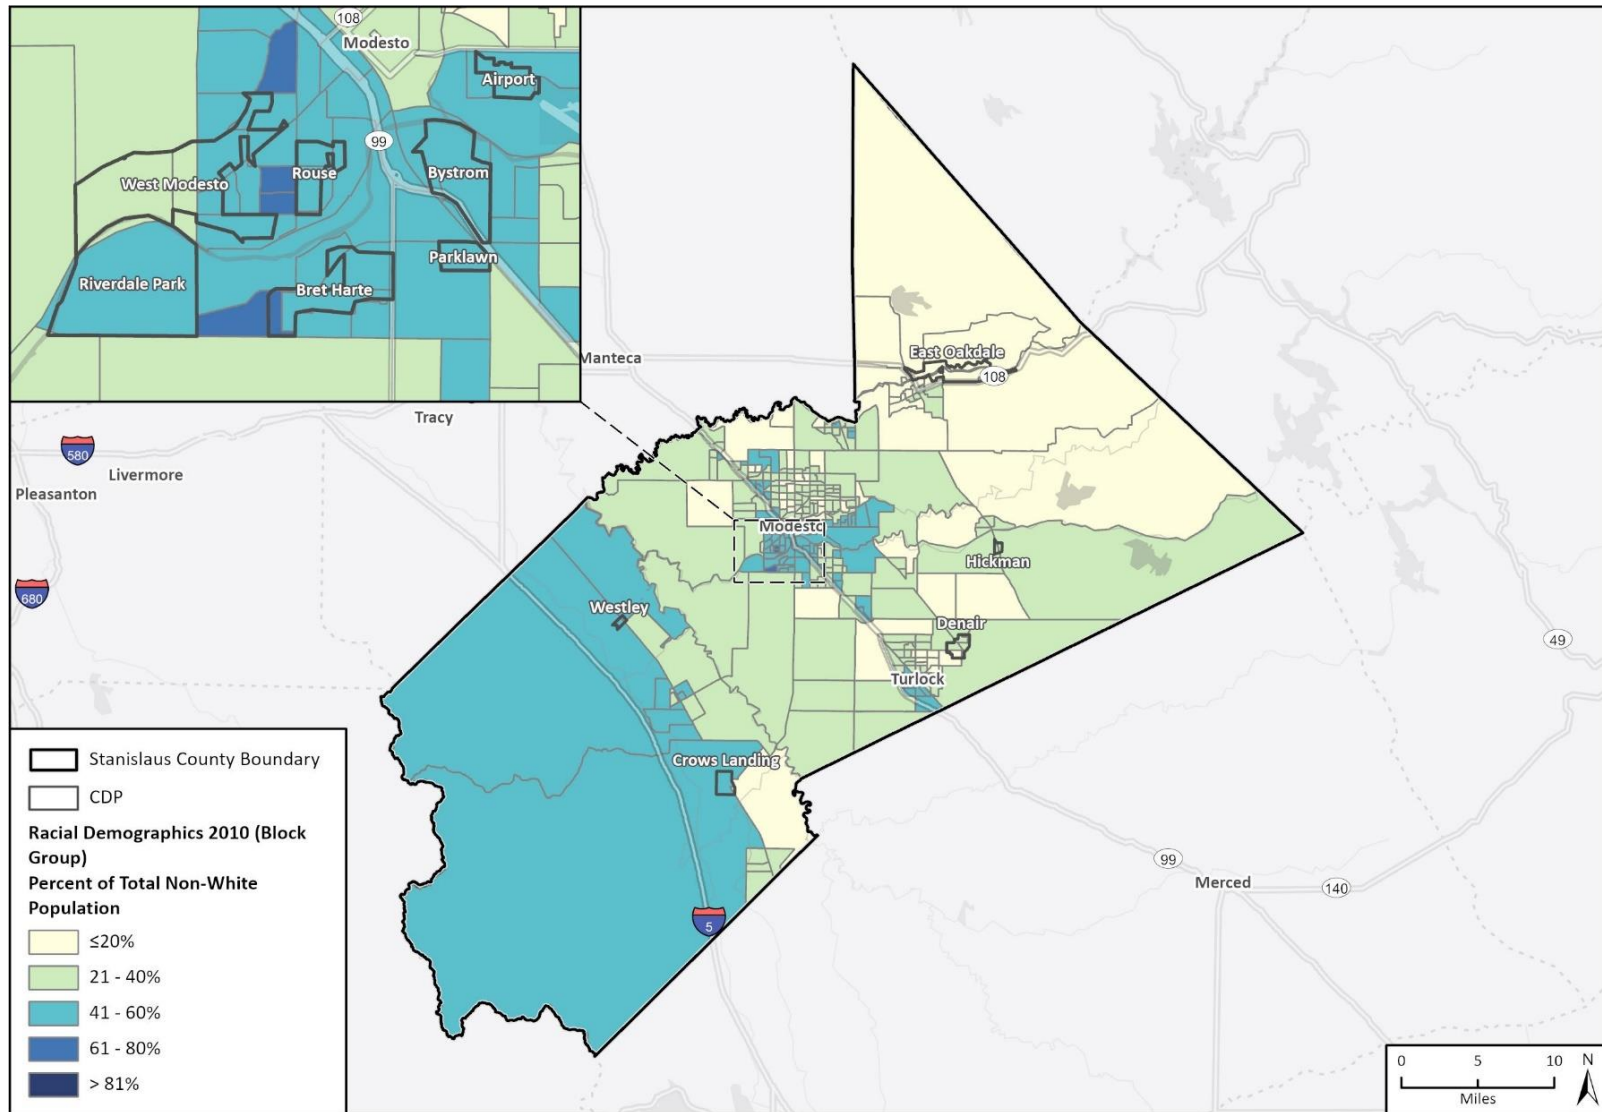 108
Modesto
Airport
99
West Modesto
Rouse
Bystrom
Parklawn
Riverdale Park
Bret Harte
Manteca
Tracy
580
Livermore
Pleasanton
680
East Oakdale
108
Modesto
Hickman
Westley
Denair
Turlock
Crows Landing
5
49
99
Merced
140
Stanislaus County Boundary
CDP
Racial Demographics 2010 (Block
Group)
Percent of Total Non-White
Population
≤20%
21 - 40%
41 - 60%
61 - 80%
> 81%
0 5 10
Miles
N